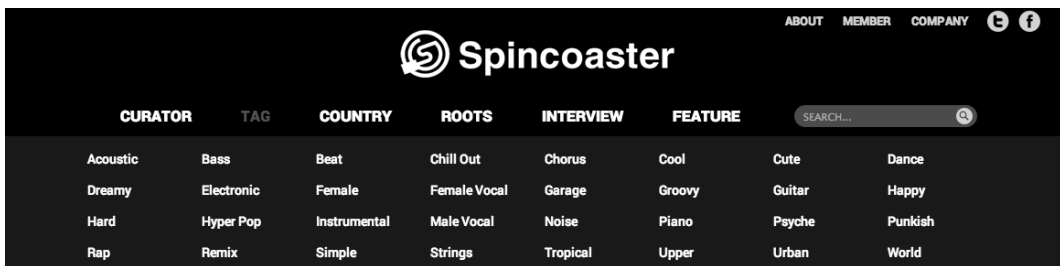 ABOUT MEMBER COMPANY
Spincoaster
CURATOR TAG COUNTRY ROOTS INTERVIEW FEATURE SEARCH...
Acoustic Bass Beat Chill Out Chorus Cool Cute Dance
Dreamy Electronic Female Female Vocal Garage Groovy Guitar Happy
Hard Hyper Pop Instrumental Male Vocal Noise Piano Psyche Punkish
Rap Remix Simple Strings Tropical Upper Urban World